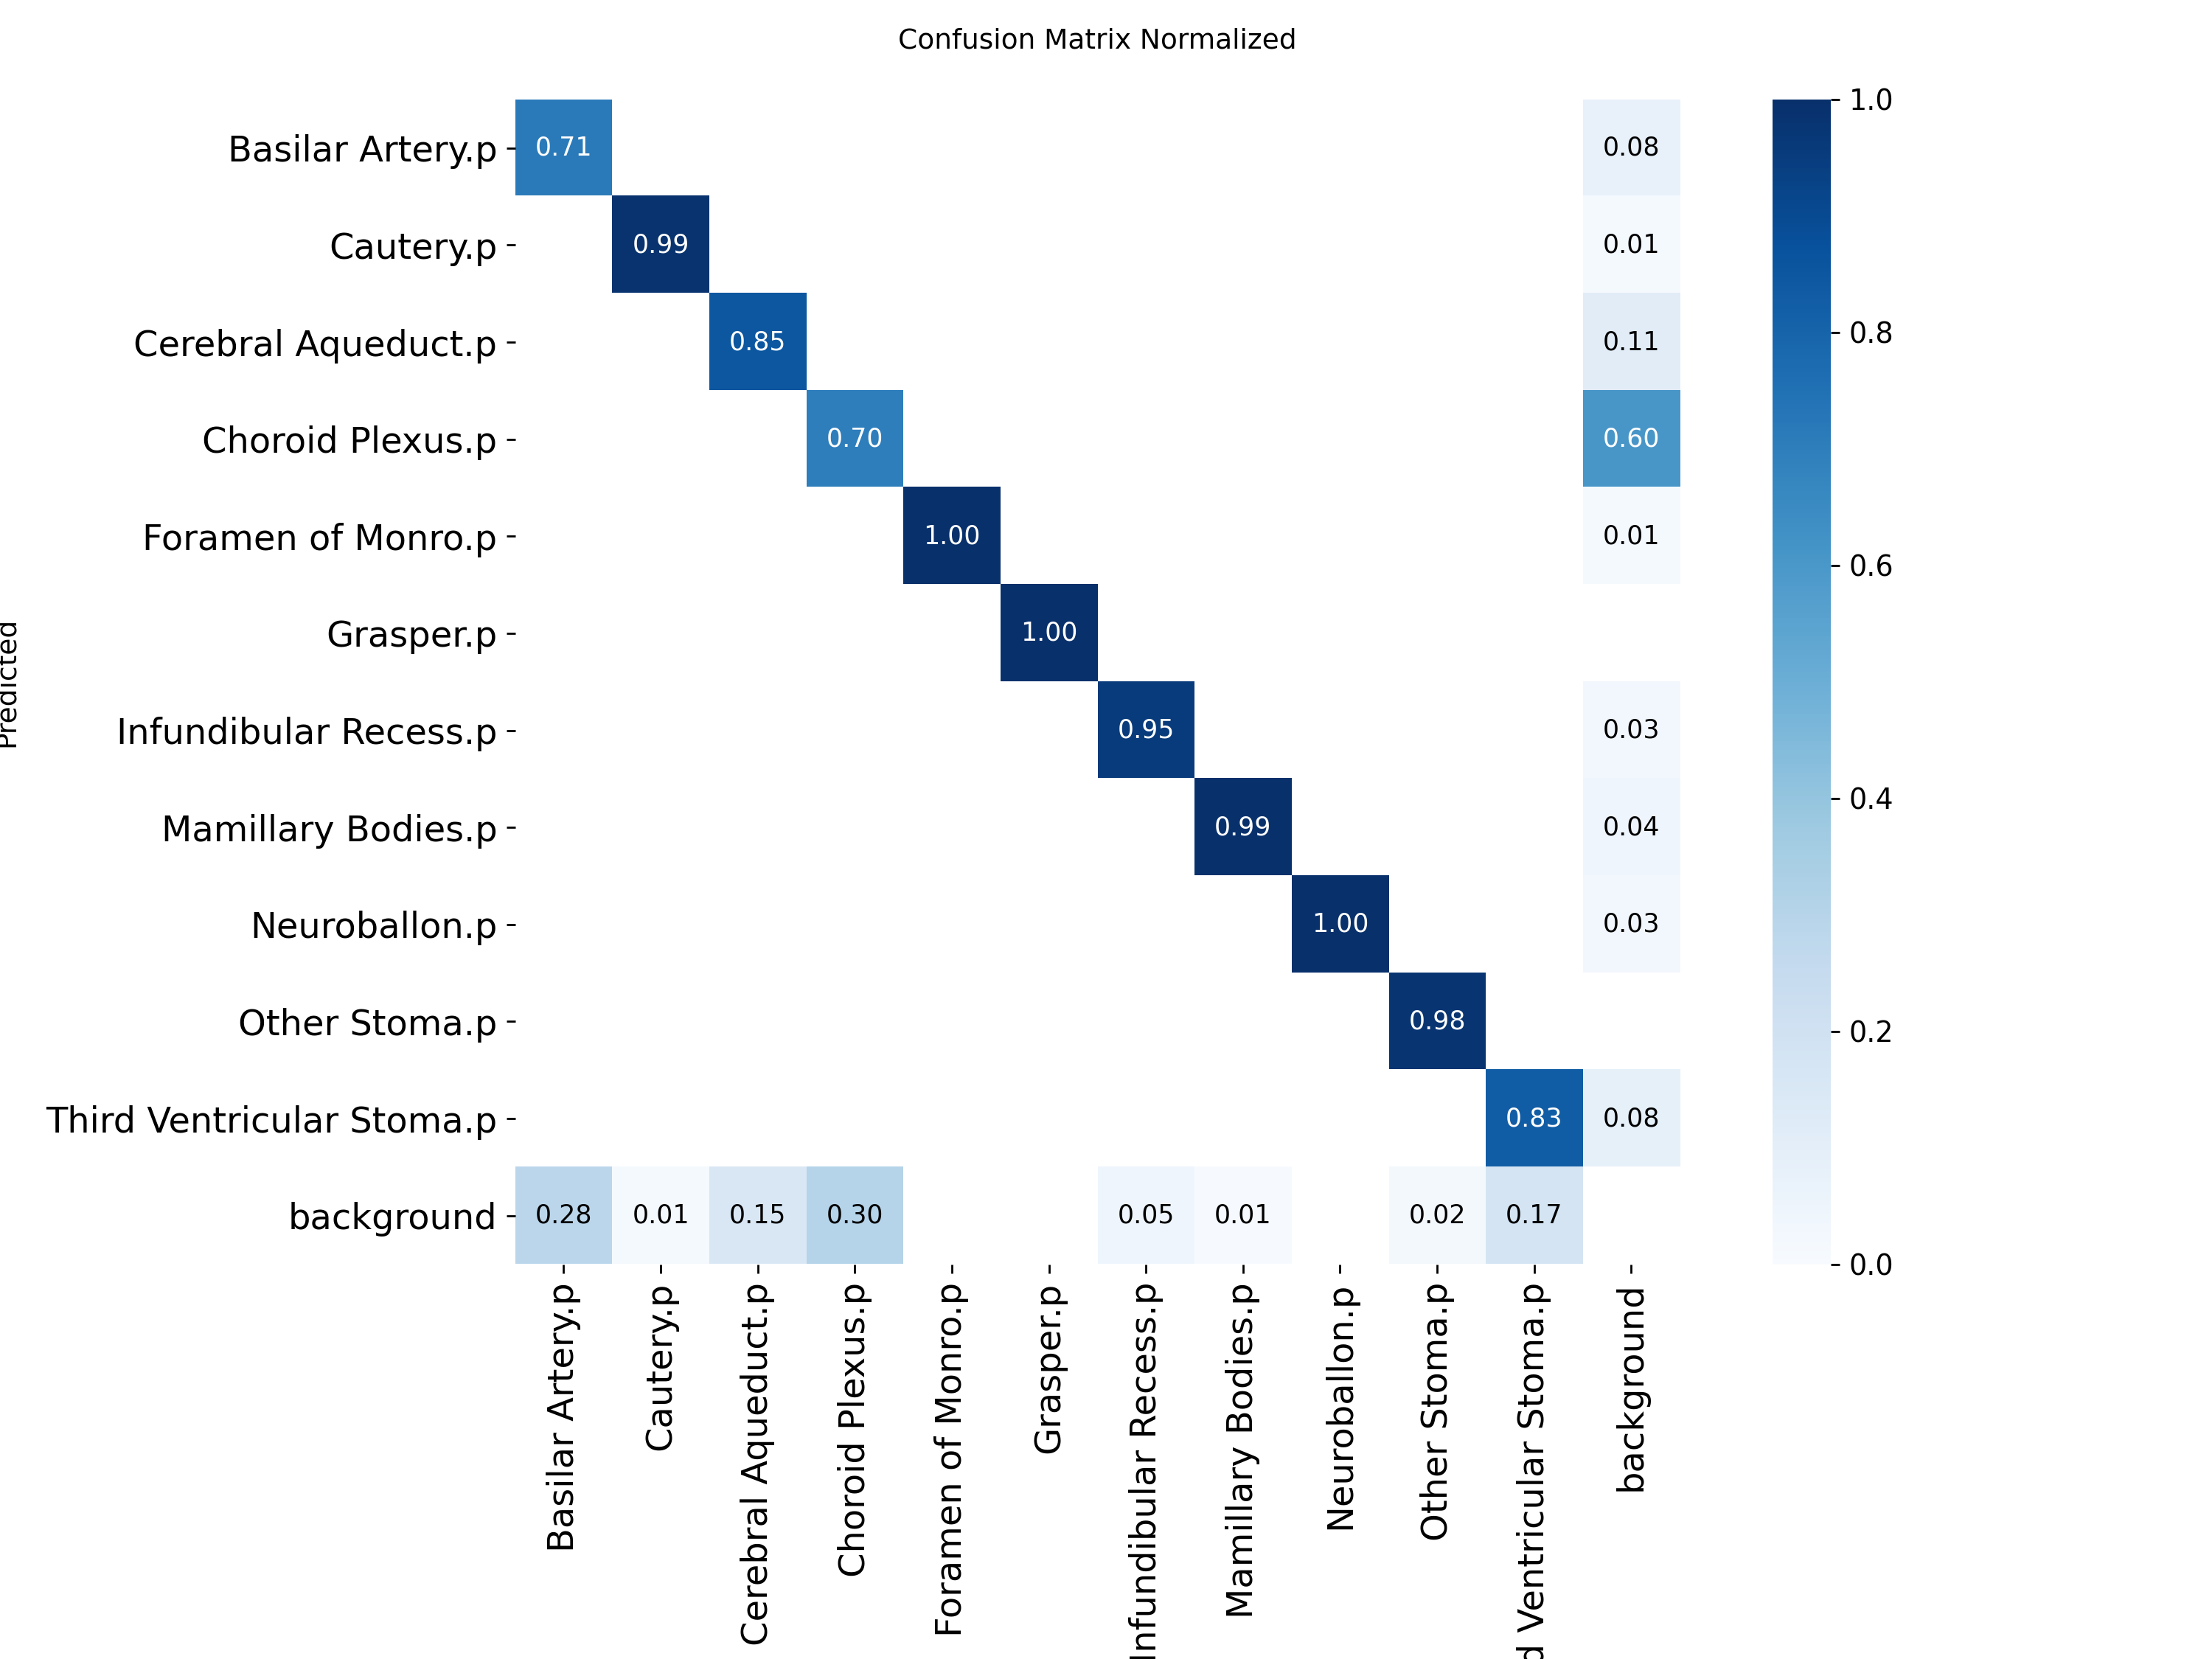 Confusion Matrix Normalized
Basilar Artery.p 0.71 0.08
Cautery.p 0.99 0.01
Cerebral Aqueduct.p 0.85 0.11
Choroid Plexus.p 0.70 0.60
Foramen of Monro.p 1.00 0.01
Grasper.p 1.00
Infundibular Recess.p 0.95 0.03
Mamillary Bodies.p 0.99 0.04
Neuroballon.p 1.00 0.03
Other Stoma.p 0.98
Third Ventricular Stoma.p 0.83 0.08
background 0.28 0.01 0.15 0.30 0.05 0.01 0.02 0.17
Predicted
Basilar Artery.p
Cautery.p
Cerebral Aqueduct.p
Choroid Plexus.p
Foramen of Monro.p
Grasper.p
Infundibular Recess.p
Mamillary Bodies.p
Neuroballon.p
Other Stoma.p
d Ventricular Stoma.p
background
1.0
0.8
0.6
0.4
0.2
0.0